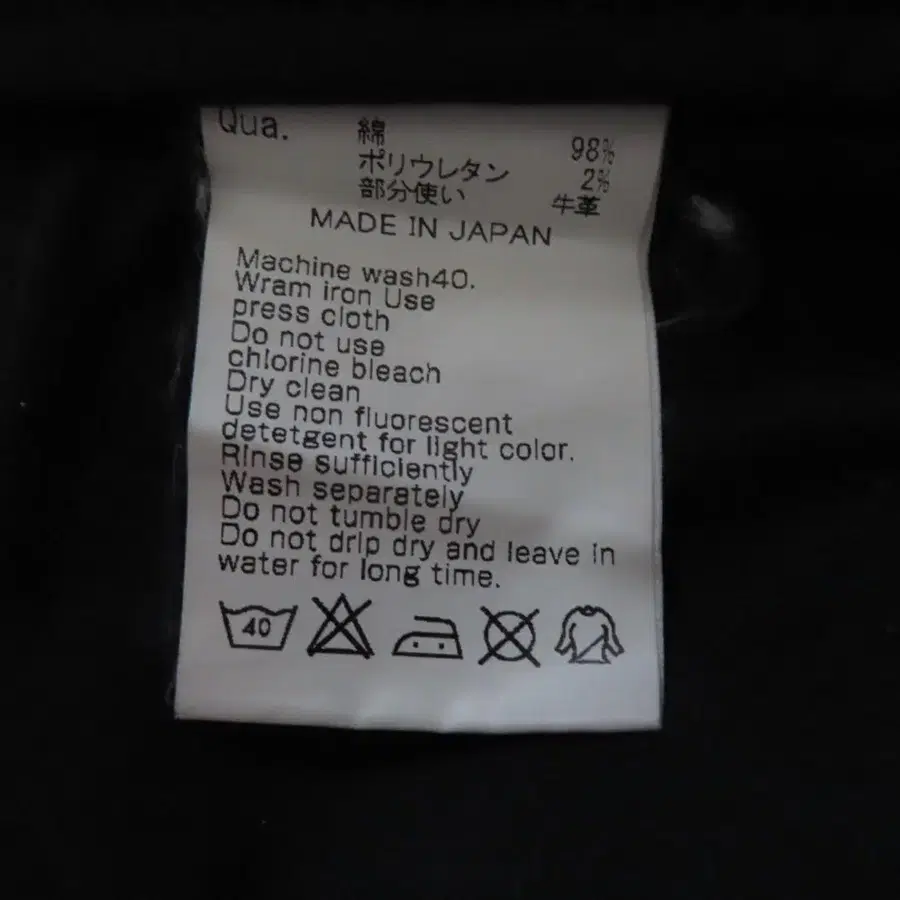 Qua. 綿 98%
ポリウレタン 2%
部分使い 牛革
MADE IN JAPAN
Machine wash40.
Wram iron Use
press cloth
Do not use
chlorine bleach
Dry clean
Use non fluorescent
detetgent for light color.
Rinse sufficiently
Wash separately
Do not tumble dry
Do not drip dry and leave in
water for long time.
40